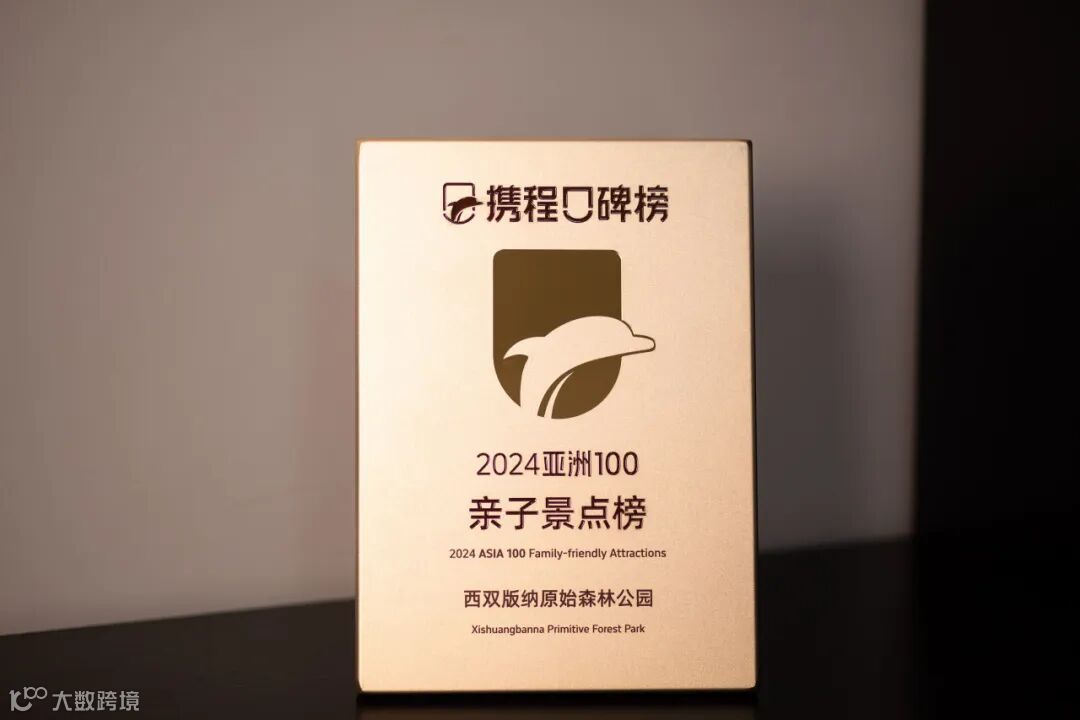 携程口碑榜
2024亚洲100
亲子景点榜
2024 ASIA 100 Family-friendly Attractions
西双版纳原始森林公园
Xishuangbanna Primitive Forest Park
大数跨境